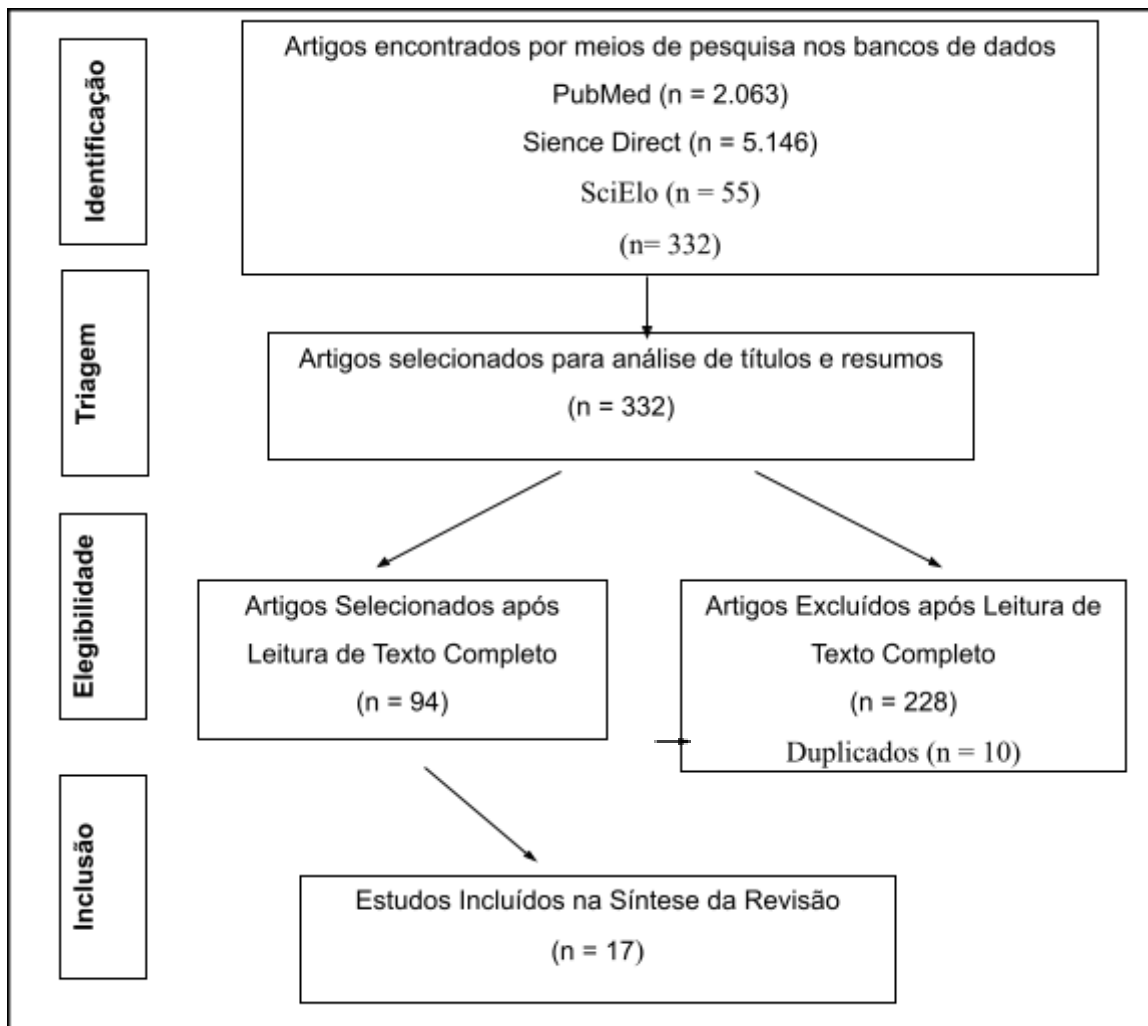 Identificação
Artigos encontrados por meios de pesquisa nos bancos de dados
PubMed (n = 2.063)
Sience Direct (n = 5.146)
SciElo (n = 55)
(n= 332)
Triagem
Artigos selecionados para análise de títulos e resumos
(n = 332)
Elegibilidade
Artigos Selecionados após
Leitura de Texto Completo
(n = 94)
Artigos Excluídos após Leitura de
Texto Completo
(n = 228)
Duplicados (n = 10)
Inclusão
Estudos Incluídos na Síntese da Revisão
(n = 17)